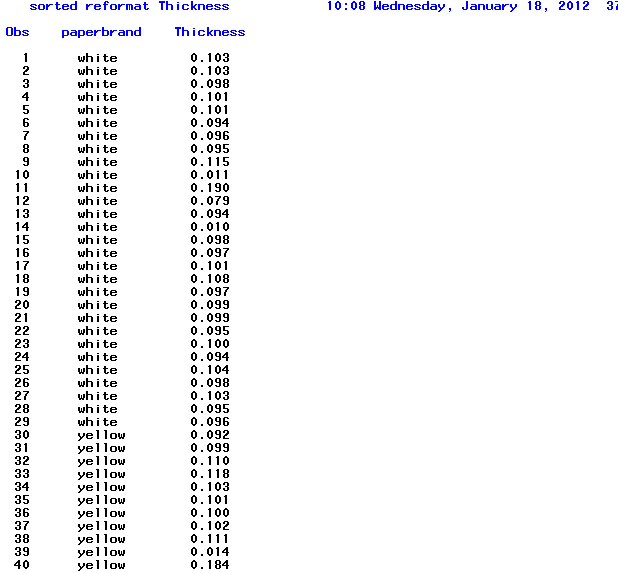 sorted reformat Thickness 10:08 Wednesday, January 18, 2012
Obs paperbrand Thickness
1 white 0.103
2 white 0.103
3 white 0.098
4 white 0.101
5 white 0.101
6 white 0.094
7 white 0.096
8 white 0.095
9 white 0.115
10 white 0.011
11 white 0.190
12 white 0.079
13 white 0.094
14 white 0.010
15 white 0.098
16 white 0.097
17 white 0.101
18 white 0.108
19 white 0.097
20 white 0.099
21 white 0.099
22 white 0.095
23 white 0.100
24 white 0.094
25 white 0.104
26 white 0.098
27 white 0.103
28 white 0.095
29 white 0.096
30 yellow 0.092
31 yellow 0.099
32 yellow 0.110
33 yellow 0.118
34 yellow 0.103
35 yellow 0.101
36 yellow 0.100
37 yellow 0.102
38 yellow 0.111
39 yellow 0.014
40 yellow 0.184